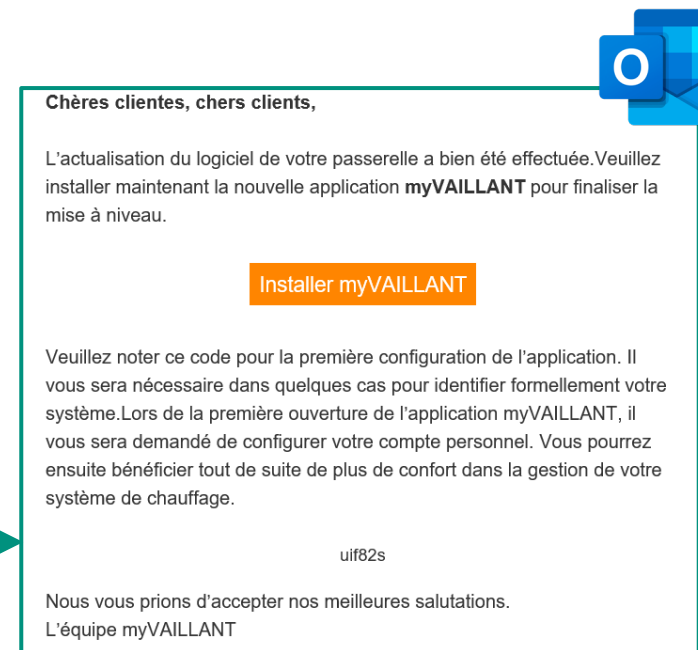 O
Chères clientes, chers clients,
L'actualisation du logiciel de votre passerelle a bien été effectuée.Veuillez
installer maintenant la nouvelle application myVAILLANT pour finaliser la
mise à niveau.
Installer myVAILLANT
Veuillez noter ce code pour la première configuration de l'application. Il
vous sera nécessaire dans quelques cas pour identifier formellement votre
système.Lors de la première ouverture de l'application myVAILLANT, il
vous sera demandé de configurer votre compte personnel. Vous pourrez
ensuite bénéficier tout de suite de plus de confort dans la gestion de votre
système de chauffage.
uif82s
Nous vous prions d'accepter nos meilleures salutations.
L'équipe myVAILLANT